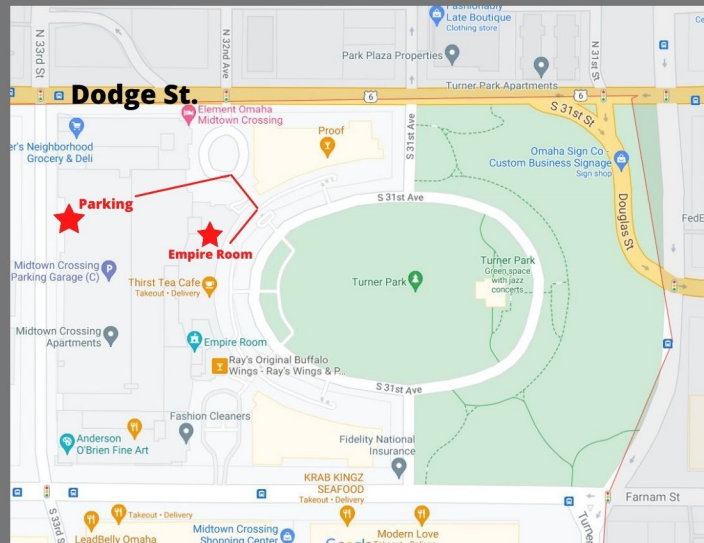 Fashionably
Late Boutique
Clothing store
N 33rd St
N 32nd Ave
Park Plaza Properties
N 31st St
Turner Park Apartments
Dodge St.
6
6
Element Omaha
Midtown Crossing
S 31st St
er's Neighborhood
Grocery & Deli
Proof
S 31st Ave
Omaha Sign Co -
Custom Business Signage
Sign shop
Parking
S 31st Ave
Douglas St
FedE
Empire Room
Midtown Crossing
Parking Garage (C)
P
Thirst Tea Cafe
Takeout • Delivery
Turner Park
Turner Park
Green space
with jazz
concerts
Midtown Crossing
Apartments
Empire Room
Ray's Original Buffalo
Wings - Ray's Wings & P...
S 31st Ave
Fashion Cleaners
Anderson
O'Brien Fine Art
Fidelity National
Insurance
KRAB KINGZ
SEAFOOD
Takeout • Delivery
Farnam St
S 33rd S
Takeout • Delivery
LeadBelly Omaha
Midtown Crossing
Shopping Center
Modern Love
Turner